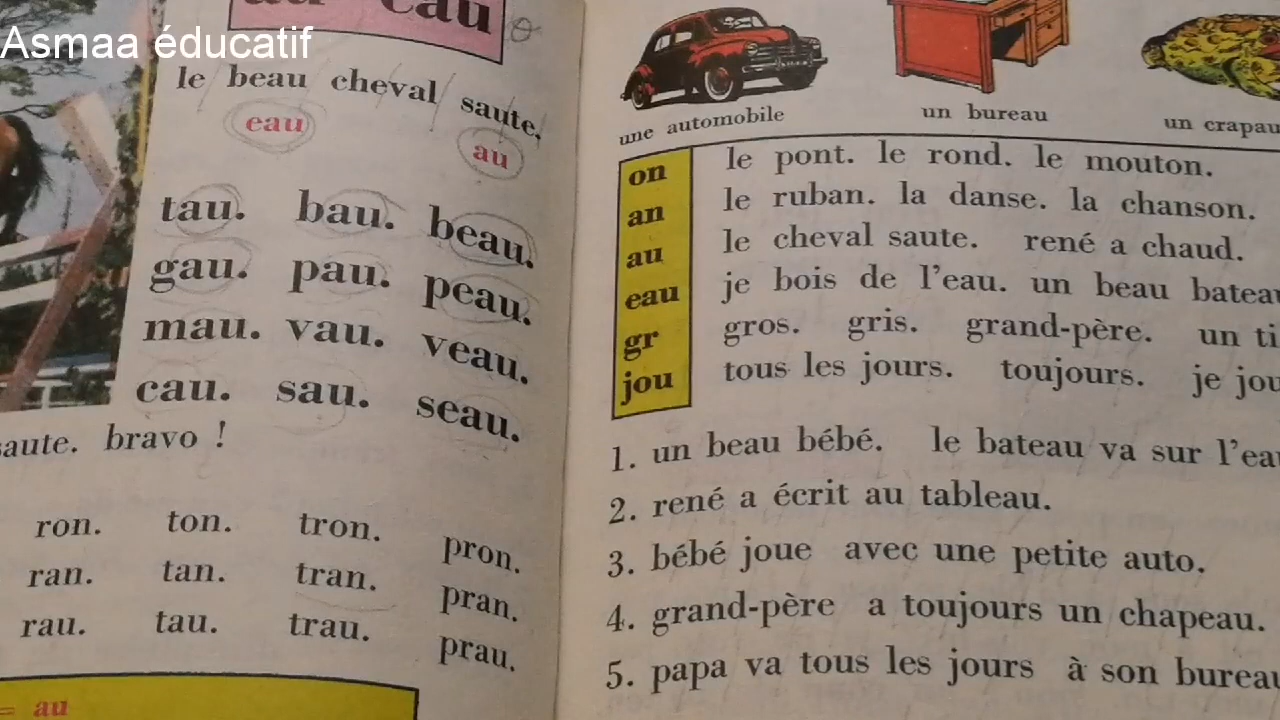 Asmaa éducatif
au eau
le beau cheval saute.
eau au
tau. bau. beau.
gau. pau. peau.
mau. vau. veau.
cau. sau. seau.
saute. bravo !
ron. ton. tron. pron.
ran. tan. tran. pran.
rau. tau. trau. prau.
= au
une automobile un bureau un crapau
on le pont. le rond. le mouton.
an le ruban. la danse. la chanson.
au le cheval saute. rené a chaud.
eau je bois de l'eau. un beau bateau
gr gros. gris. grand-père. un ti
jou tous les jours. toujours. je jou
1. un beau bébé. le bateau va sur l'eau
2. rené a écrit au tableau.
3. bébé joue avec une petite auto.
4. grand-père a toujours un chapeau.
5. papa va tous les jours à son bureau